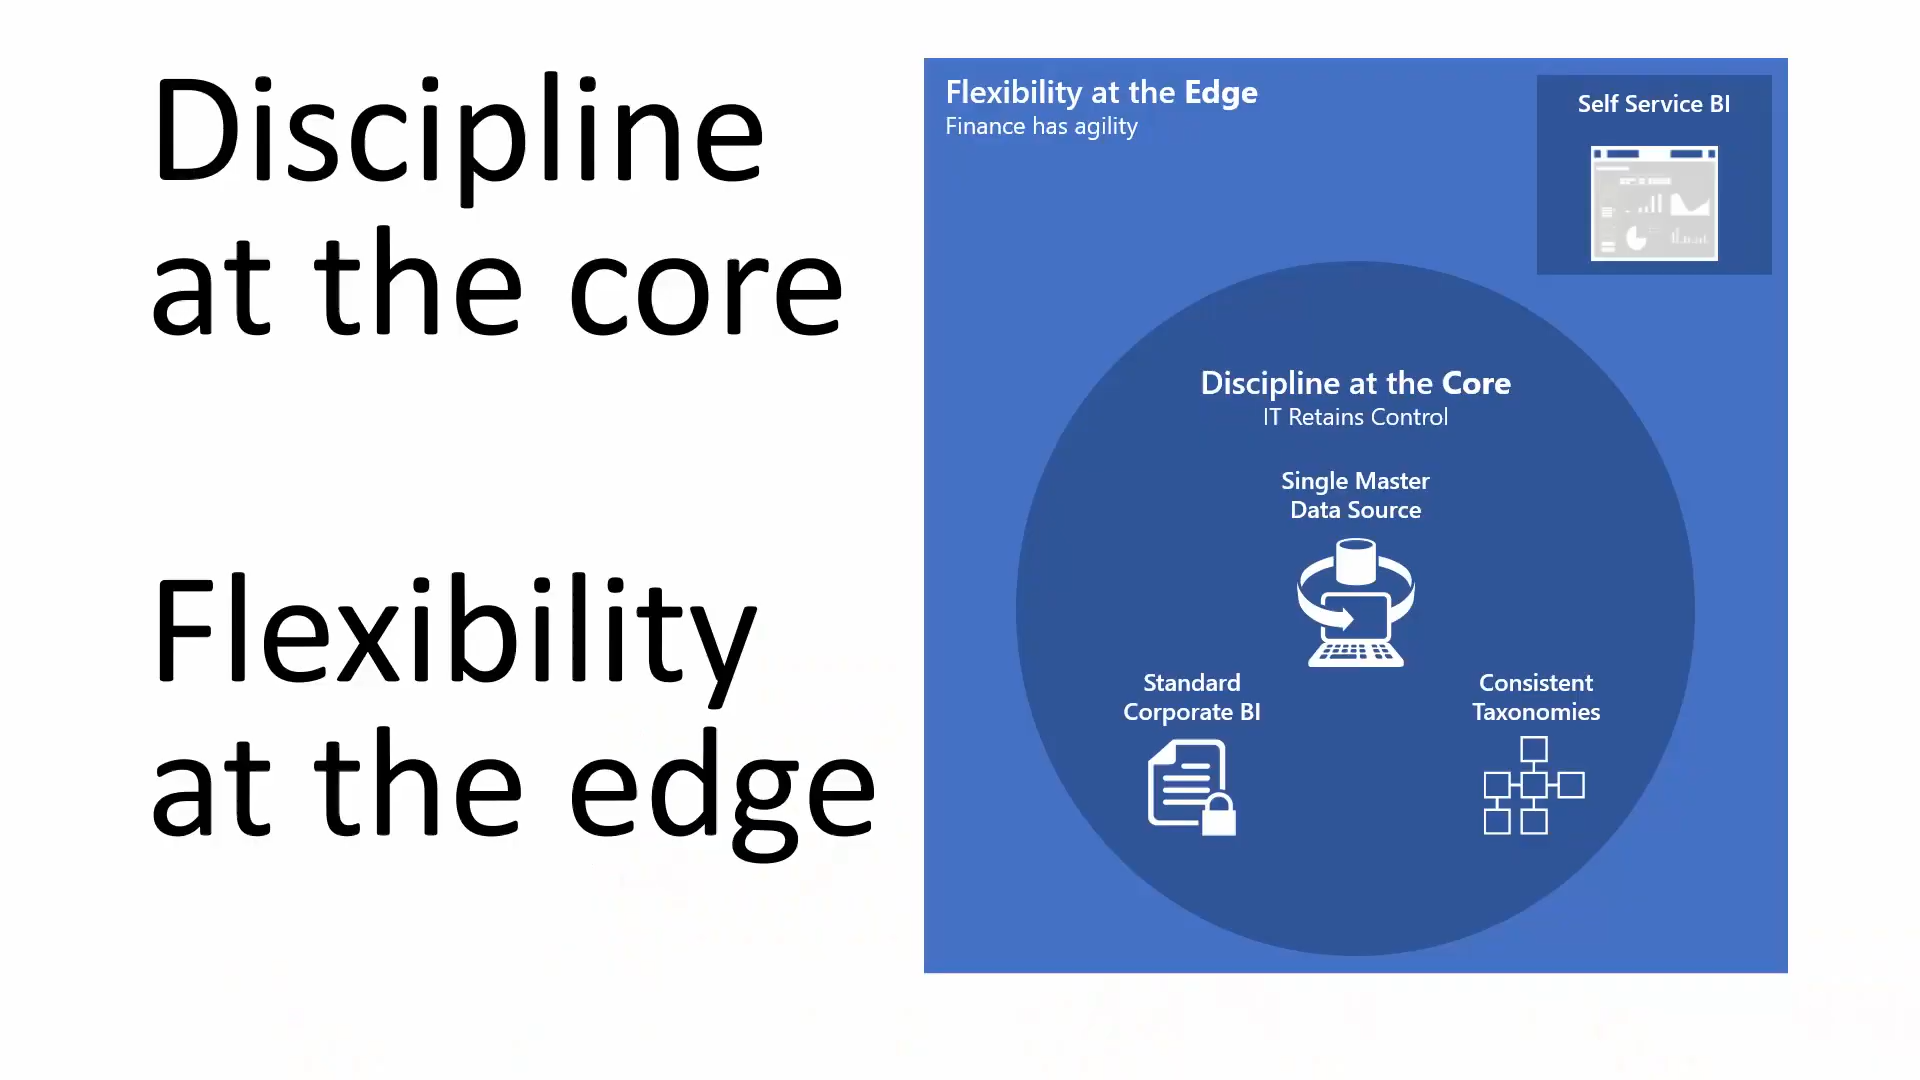 Discipline
at the core
Flexibility
at the edge
Flexibility at the Edge
Finance has agility
Self Service BI
Discipline at the Core
IT Retains Control
Single Master
Data Source
Standard
Corporate BI
Consistent
Taxonomies